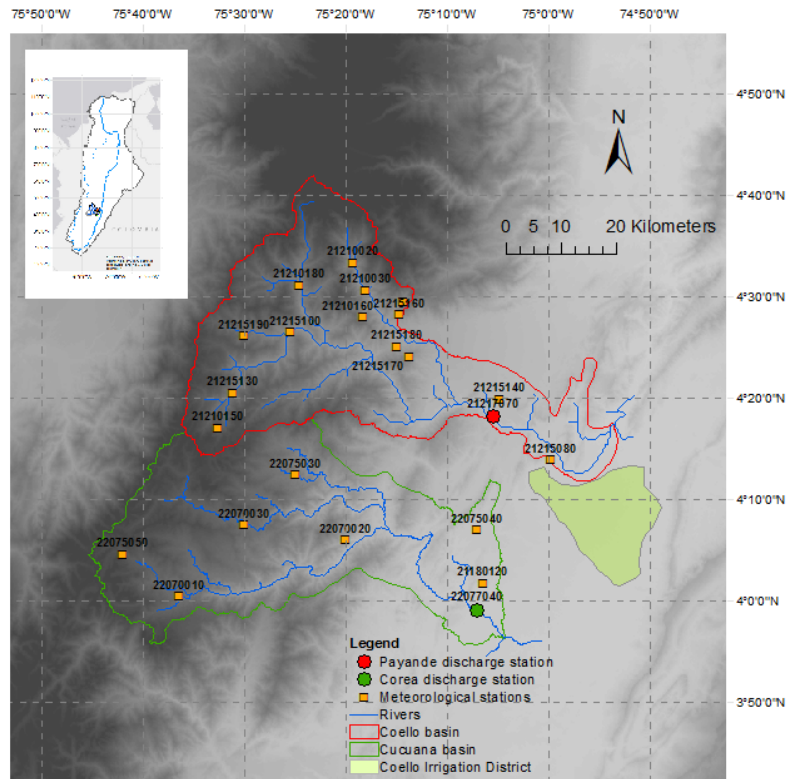 75°50'0"W 75°40'0"W 75°30'0"W 75°20'0"W 75°10'0"W 75°0'0"W 74°50'0"W
4°50'0"N
N
4°40'0"N
0 5 10 20 Kilometers
21210020
21210180
21210030
4°30'0"N
21210160
21215190 21215100
21215180
21215170
21215130
21215140
4°20'0"N
21217070
21210150
21215080
22075030
4°10'0"N
22070030
22075040
22070020
22075050
21180120
22070010
22077040
4°0'0"N
Legend
Payande discharge station
Corea discharge station
Meteorological stations
3°50'0"N
Rivers
Coello basin
Cucuana basin
Coello Irrigation District